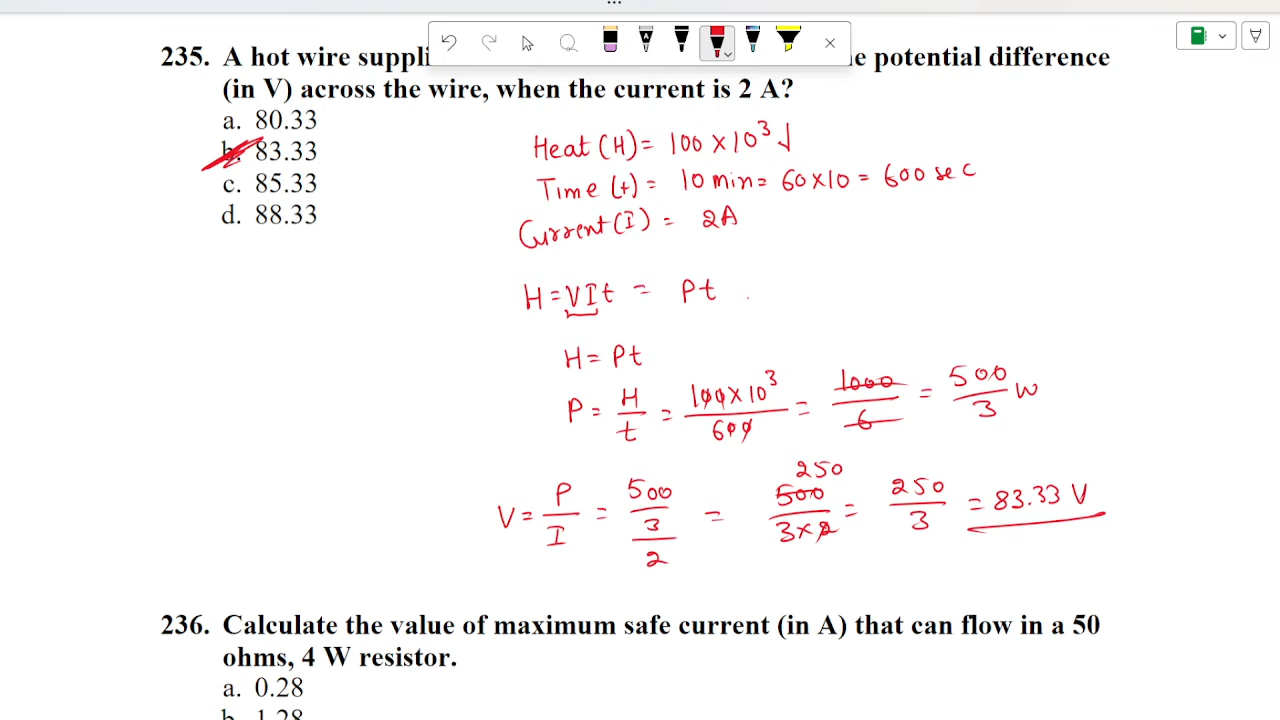 235. A hot wire suppli e potential difference
(in V) across the wire, when the current is 2 A?
a. 80.33
b. 83.33
c. 85.33
d. 88.33
Heat (H) = 100 × 10³ J
Time (t) = 10 min = 60×10 = 600 sec
Current (I) = 2A
H = VIt = Pt
H = Pt
P = H/t = 100×10³/600 = 1000/6 = 500/3 W
V = P/I = 500/3/2 = 500/3×2 = 250/3 = 83.33 V
250
236. Calculate the value of maximum safe current (in A) that can flow in a 50
ohms, 4 W resistor.
a. 0.28
b. 1.28